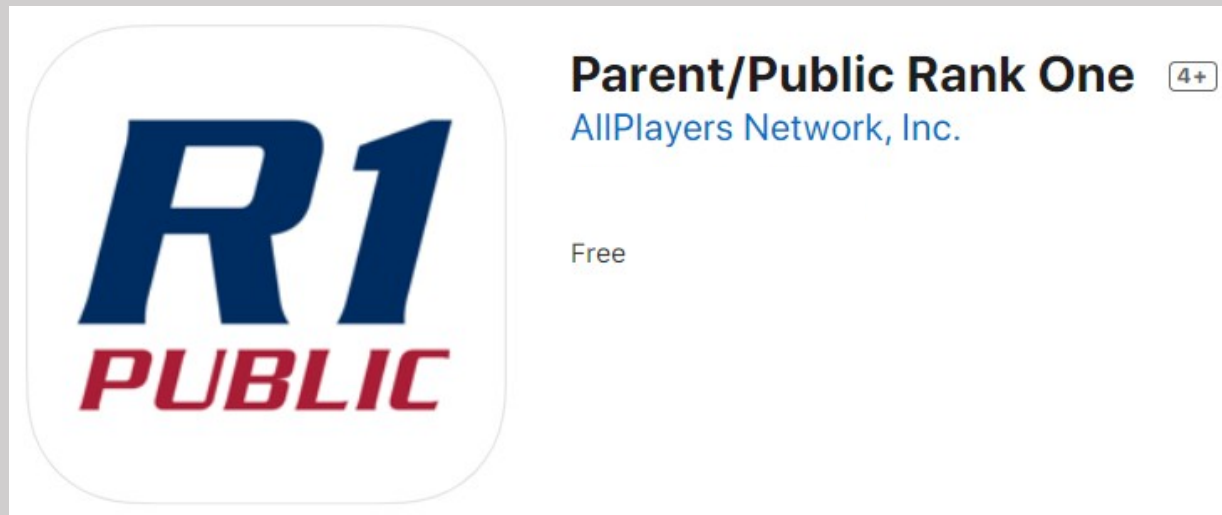 R1
PUBLIC
Parent/Public Rank One 4+
AllPlayers Network, Inc.
Free